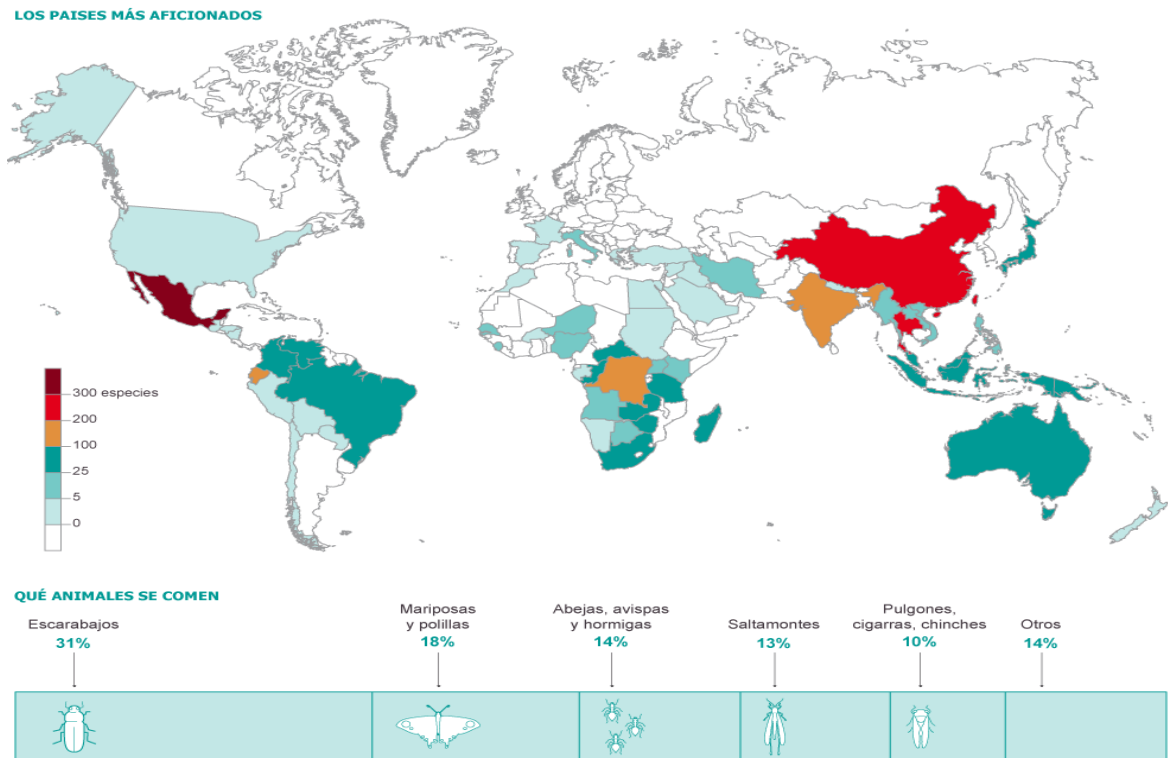 LOS PAISES MÁS AFICIONADOS
300 especies
200
100
25
5
0
QUÉ ANIMALES SE COMEN
Escarabajos
31%
Mariposas
y polillas
18%
Abejas, avispas
y hormigas
14%
Saltamontes
13%
Pulgones,
cigarras, chinches
10%
Otros
14%